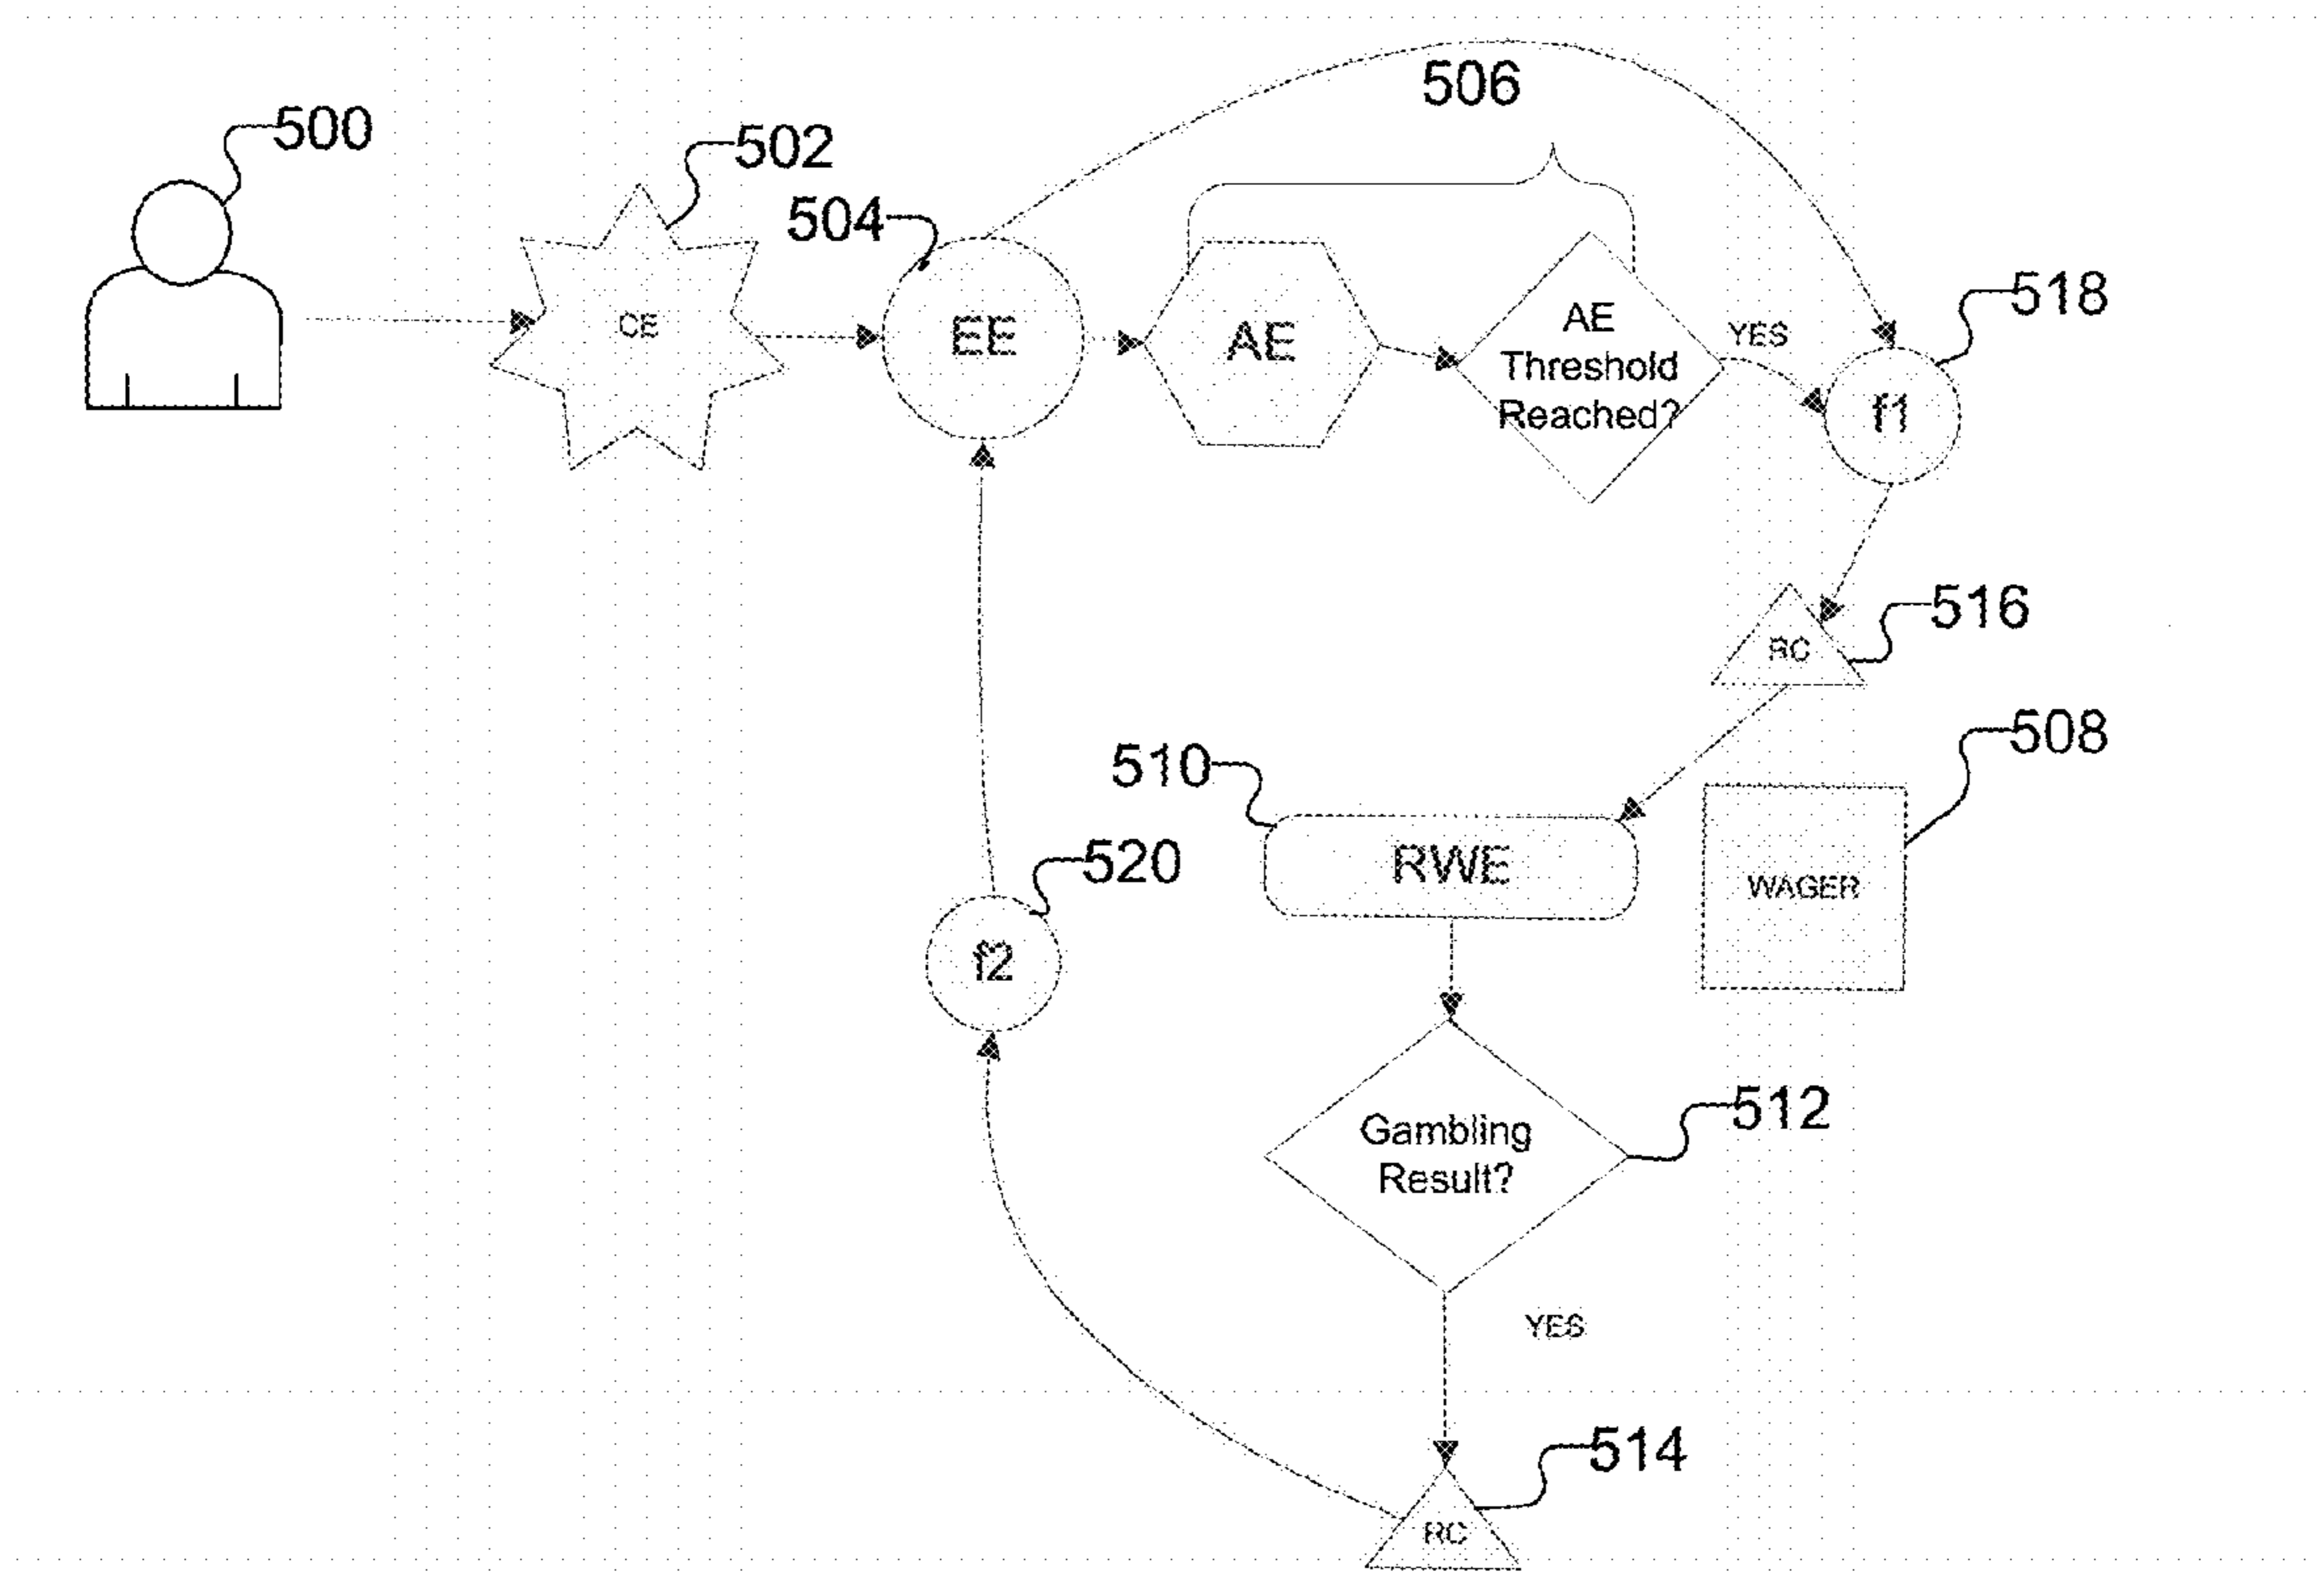 506
500
502
504
518
CE
EE
AE
AE
Threshold
Reached?
YES
f1
516
RC
508
510
RWE
WAGER
520
f2
512
Gambling
Result?
YES
514
RC